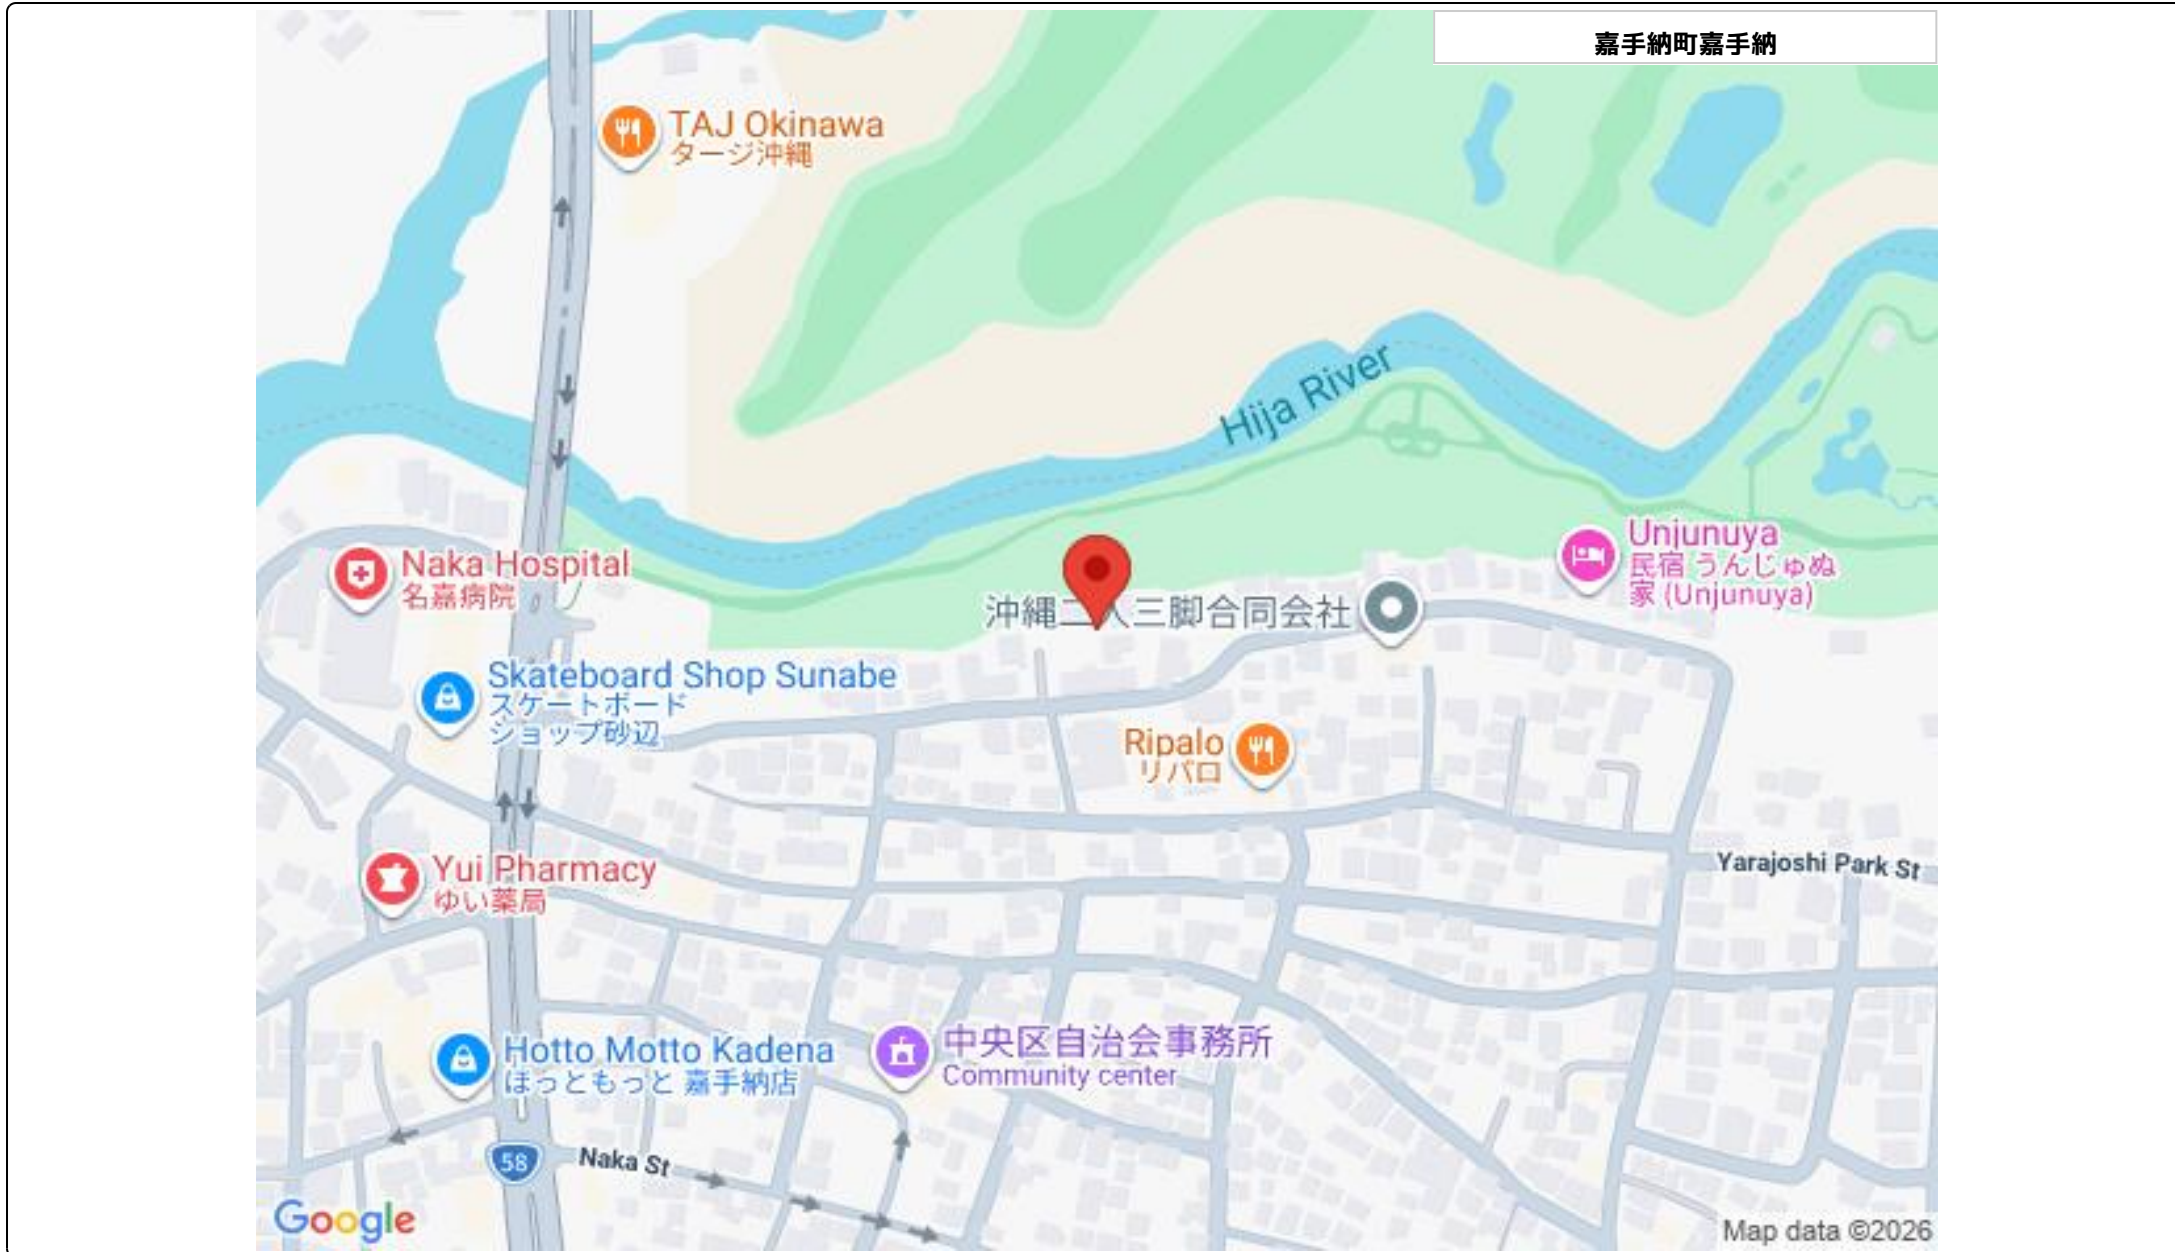 嘉手納町嘉手納
TAJ Okinawa
タージ沖縄
Hija River
Naka Hospital
名嘉病院
Unjunuya
民宿 うんじゅぬ
家 (Unjunuya)
沖縄二人三脚合同会社
Skateboard Shop Sunabe
スケートボード
ショップ砂辺
Ripalo
リパロ
Yui Pharmacy
ゆい薬局
Yarajoshi Park St
Hotto Motto Kadena
ほっともっと 嘉手納店
中央区自治会事務所
Community center
58
Naka St
Google
Map data ©2026